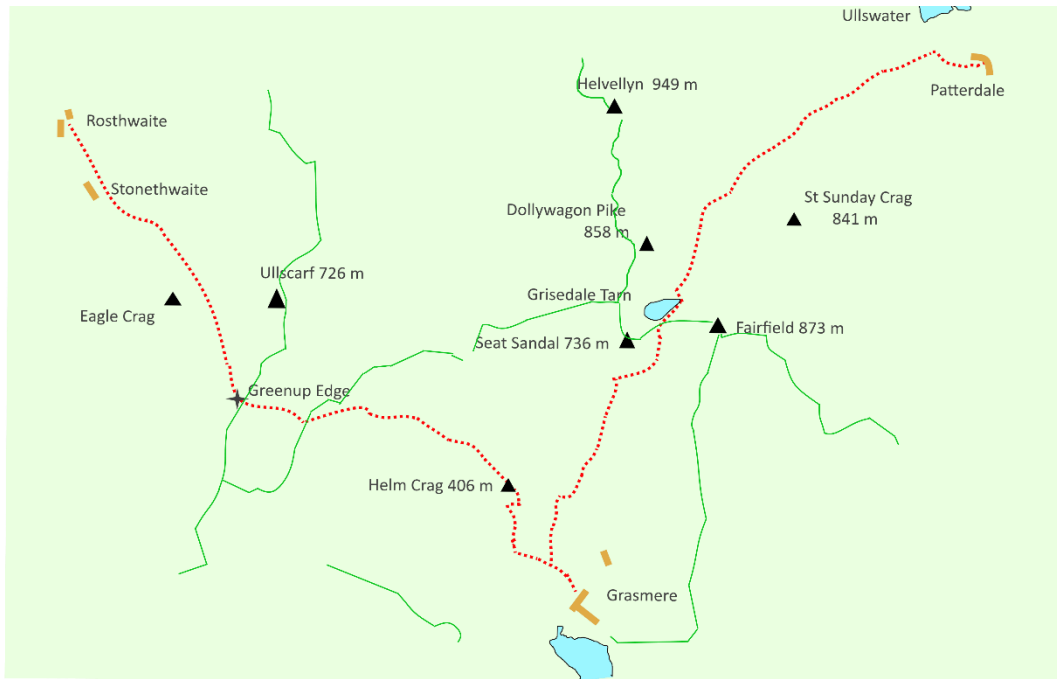 Ullswater
Helvellyn 949 m
Patterdale
Rosthwaite
Stonethwaite
St Sunday Crag
841 m
Dollywagon Pike
858 m
Ullscarf 726 m
Grisedale Tarn
Eagle Crag
Fairfield 873 m
Seat Sandal 736 m
Greenup Edge
Helm Crag 406 m
Grasmere